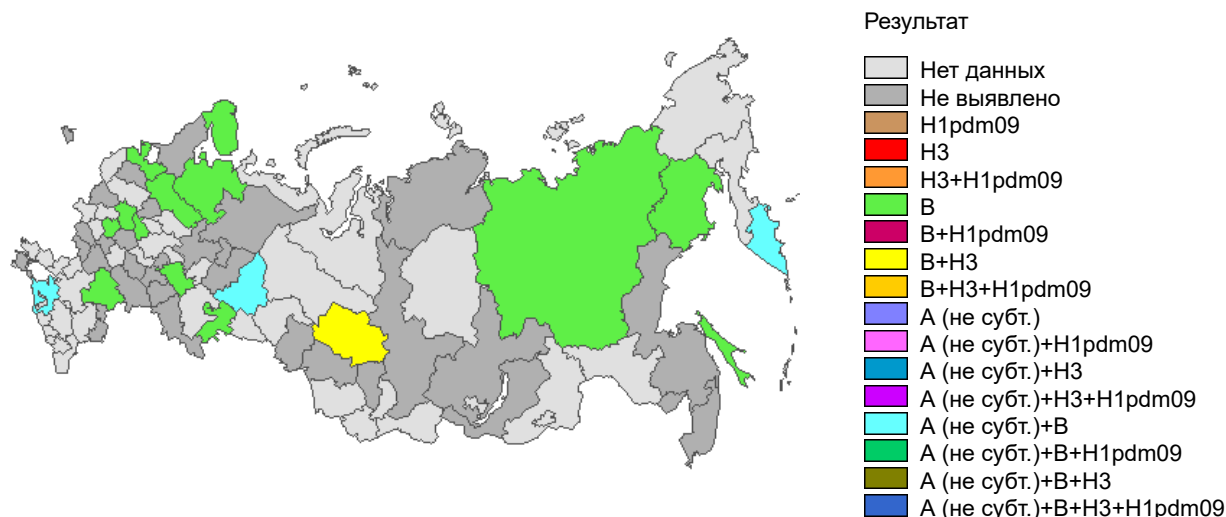 Результат
Нет данных
Не выявлено
H1pdm09
H3
H3+H1pdm09
B
B+H1pdm09
B+H3
B+H3+H1pdm09
A (не субт.)
A (не субт.)+H1pdm09
A (не субт.)+H3
A (не субт.)+H3+H1pdm09
A (не субт.)+B
A (не субт.)+B+H1pdm09
A (не субт.)+B+H3
A (не субт.)+B+H3+H1pdm09